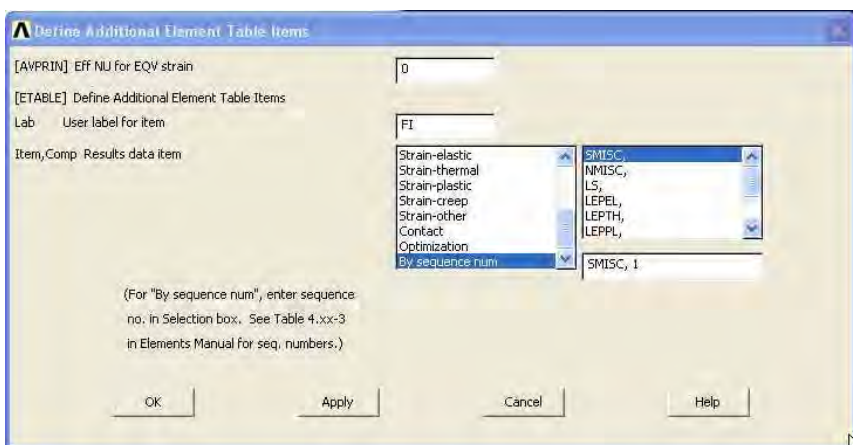 Define Additional Element Table Items
[AVPRIN] Eff NU for EQV strain
0
[ETABLE] Define Additional Element Table Items
Lab User label for item
FI
Item,Comp Results data item
Strain-elastic
Strain-thermal
Strain-plastic
Strain-creep
Strain-other
Contact
Optimization
By sequence num
SMISC,
NMISC,
LS,
LEPEL,
LEPTH,
LEPPL,
SMISC, 1
(For "By sequence num", enter sequence
no. in Selection box. See Table 4.xx-3
in Elements Manual for seq. numbers.)
OK Apply Cancel Help